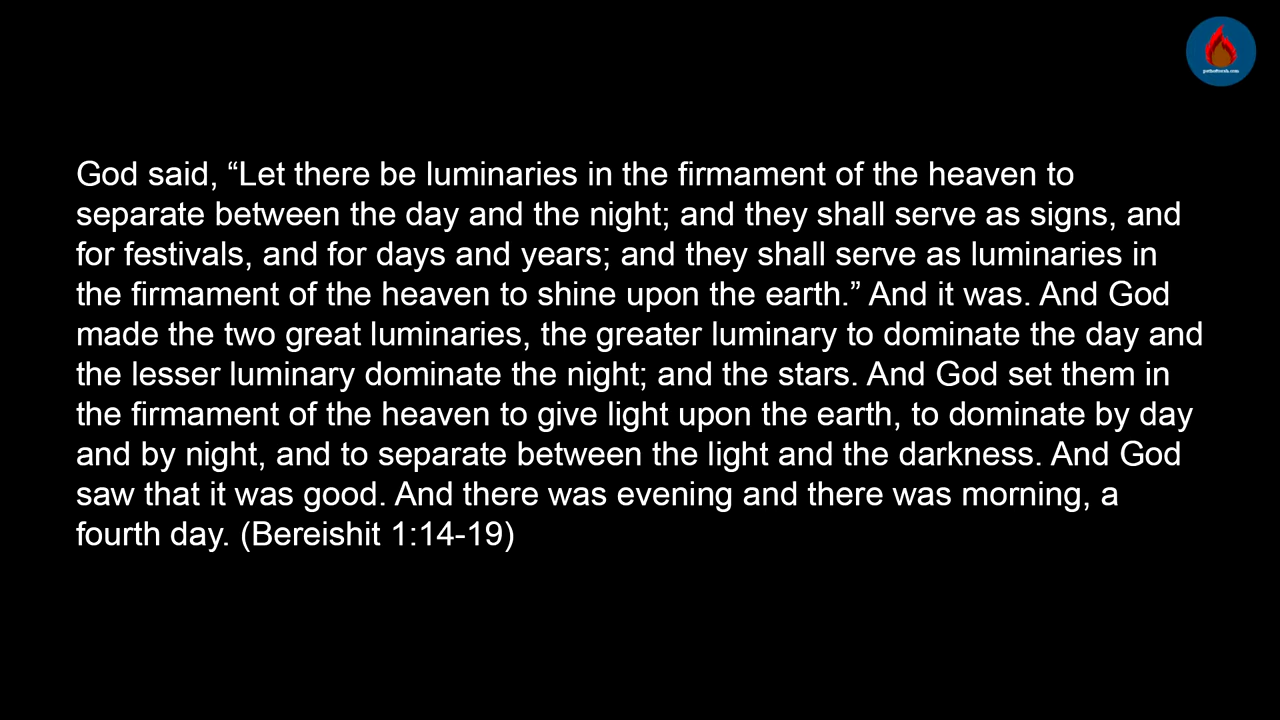 God said, “Let there be luminaries in the firmament of the heaven to
separate between the day and the night; and they shall serve as signs, and
for festivals, and for days and years; and they shall serve as luminaries in
the firmament of the heaven to shine upon the earth.” And it was. And God
made the two great luminaries, the greater luminary to dominate the day and
the lesser luminary dominate the night; and the stars. And God set them in
the firmament of the heaven to give light upon the earth, to dominate by day
and by night, and to separate between the light and the darkness. And God
saw that it was good. And there was evening and there was morning, a
fourth day. (Bereishit 1:14-19)